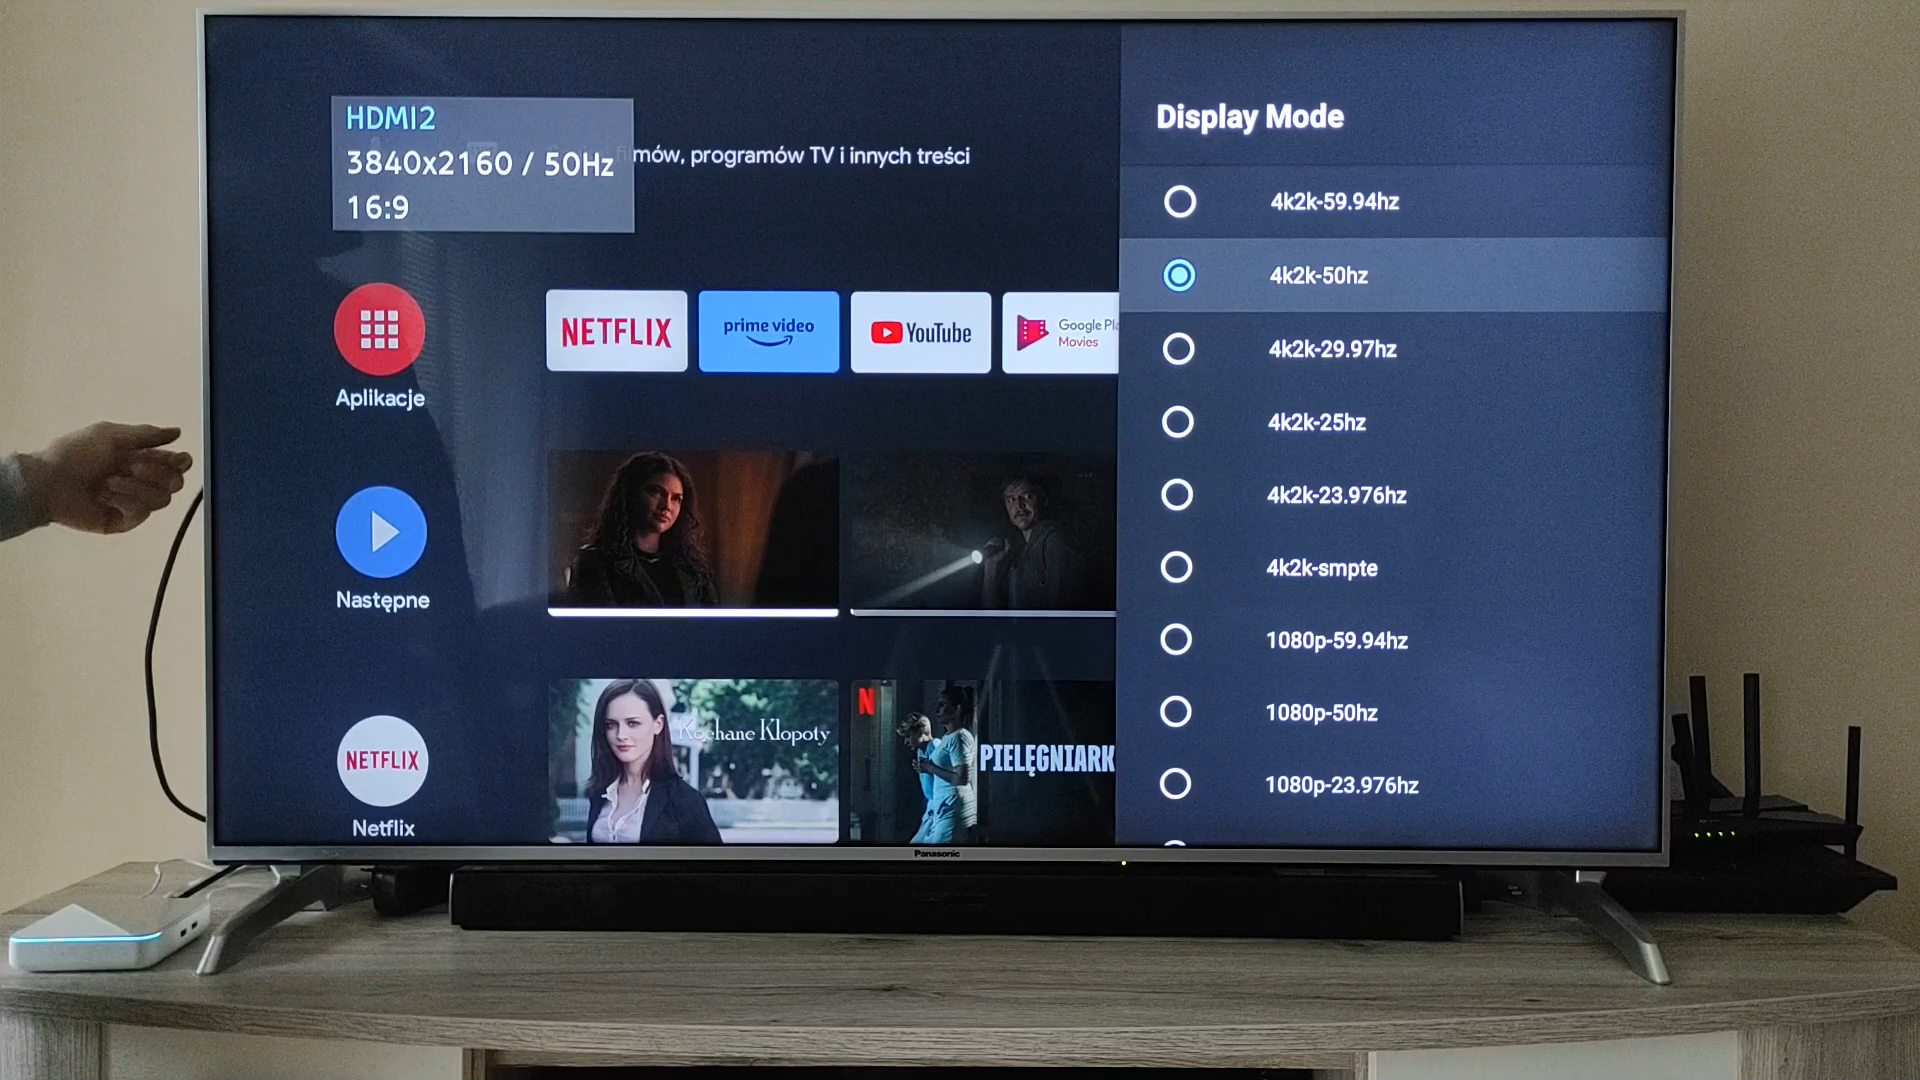 HDMI2
3840x2160 / 50Hz
16:9
filmów, programów TV i innych treści
Display Mode
4k2k-59.94hz
4k2k-50hz
4k2k-29.97hz
4k2k-25hz
4k2k-23.976hz
4k2k-smpte
1080p-59.94hz
1080p-50hz
1080p-23.976hz
NETFLIX
prime video
YouTube
Google Pla
Movies
Aplikacje
Następne
Kochane Kłopoty
N
PIELĘGNIARK
NETFLIX
Netflix
Panasonic